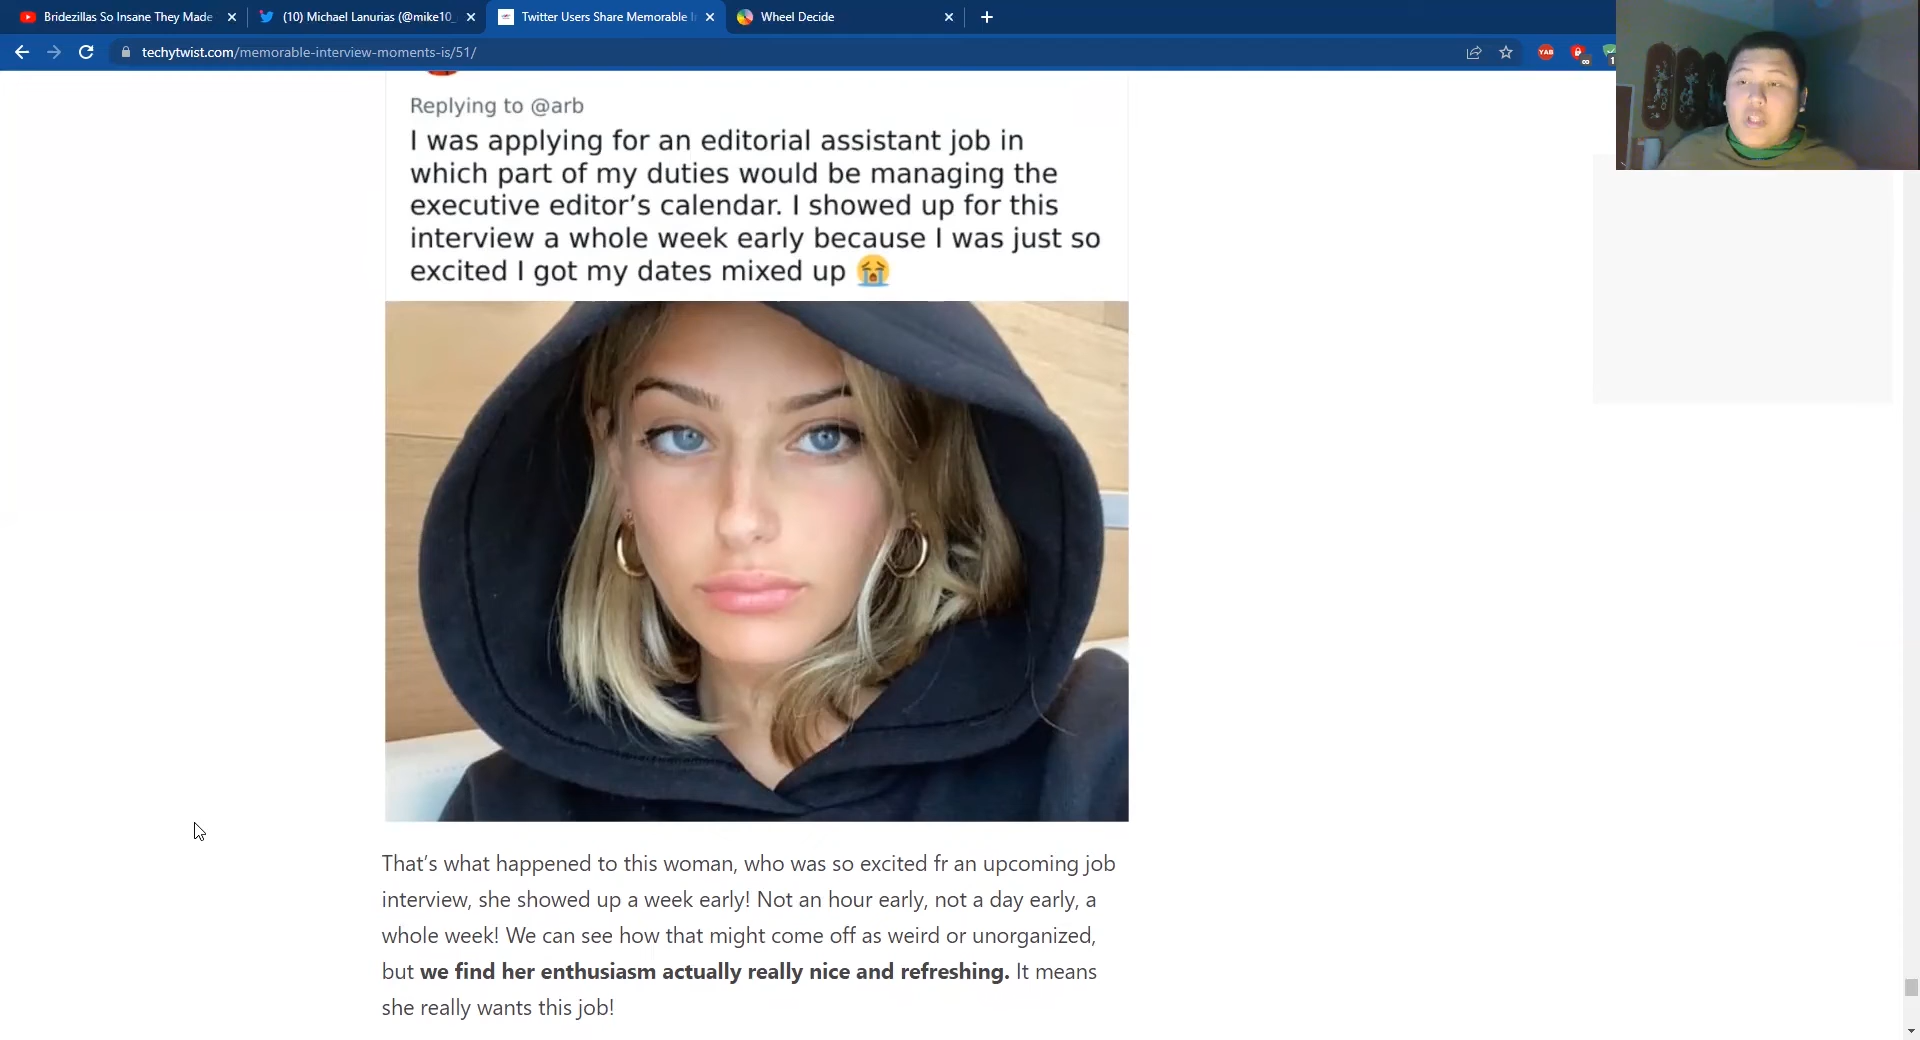 Bridezillas So Insane They Made
(10) Michael Lanurias (@mike10_
Twitter Users Share Memorable I
Wheel Decide
techytwist.com/memorable-interview-moments-is/51/
YAB
Replying to @arb
I was applying for an editorial assistant job in
which part of my duties would be managing the
executive editor’s calendar. I showed up for this
interview a whole week early because I was just so
excited I got my dates mixed up 😭
That’s what happened to this woman, who was so excited fr an upcoming job
interview, she showed up a week early! Not an hour early, not a day early, a
whole week! We can see how that might come off as weird or unorganized,
but we find her enthusiasm actually really nice and refreshing. It means
she really wants this job!